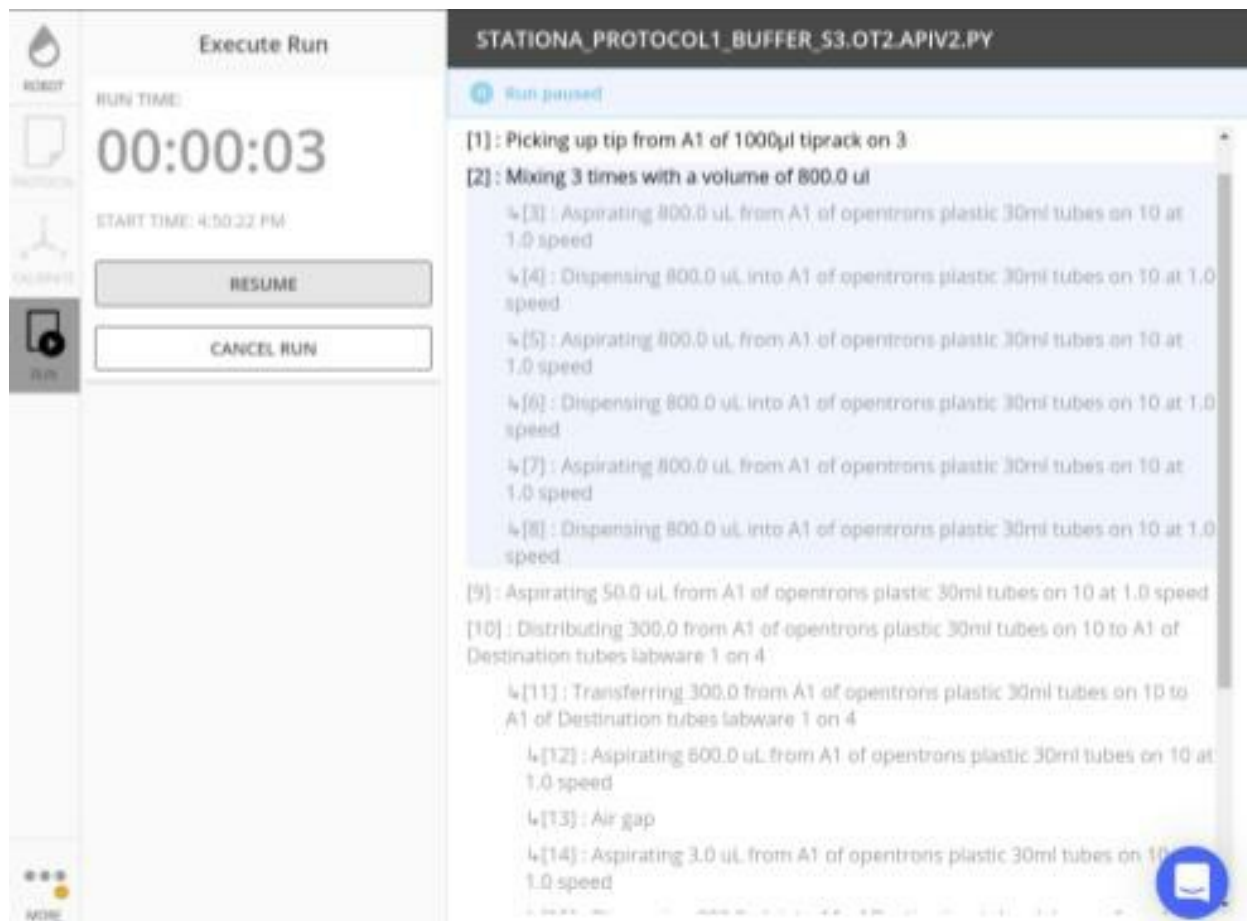 Execute Run
STATIONA_PROTOCOL1_BUFFER_S3.OT2.APIV2.PY
ROBOT
PROTOCOL
CALIBRATE
RUN
MORE
RUN TIME:
00:00:03
START TIME: 4:50:22 PM
RESUME
CANCEL RUN
Run paused
[1] : Picking up tip from A1 of 1000µl tiprack on 3
[2] : Mixing 3 times with a volume of 800.0 ul
↳[3] : Aspirating 800.0 uL from A1 of opentrons plastic 30ml tubes on 10 at
1.0 speed
↳[4] : Dispensing 800.0 uL into A1 of opentrons plastic 30ml tubes on 10 at 1.0
speed
↳[5] : Aspirating 800.0 uL from A1 of opentrons plastic 30ml tubes on 10 at
1.0 speed
↳[6] : Dispensing 800.0 uL into A1 of opentrons plastic 30ml tubes on 10 at 1.0
speed
↳[7] : Aspirating 800.0 uL from A1 of opentrons plastic 30ml tubes on 10 at
1.0 speed
↳[8] : Dispensing 800.0 uL into A1 of opentrons plastic 30ml tubes on 10 at 1.0
speed
[9] : Aspirating 50.0 uL from A1 of opentrons plastic 30ml tubes on 10 at 1.0 speed
[10] : Distributing 300.0 from A1 of opentrons plastic 30ml tubes on 10 to A1 of
Destination tubes labware 1 on 4
↳[11] : Transferring 300.0 from A1 of opentrons plastic 30ml tubes on 10 to
A1 of Destination tubes labware 1 on 4
↳[12] : Aspirating 600.0 uL from A1 of opentrons plastic 30ml tubes on 10 at
1.0 speed
↳[13] : Air gap
↳[14] : Aspirating 3.0 uL from A1 of opentrons plastic 30ml tubes on 10
1.0 speed